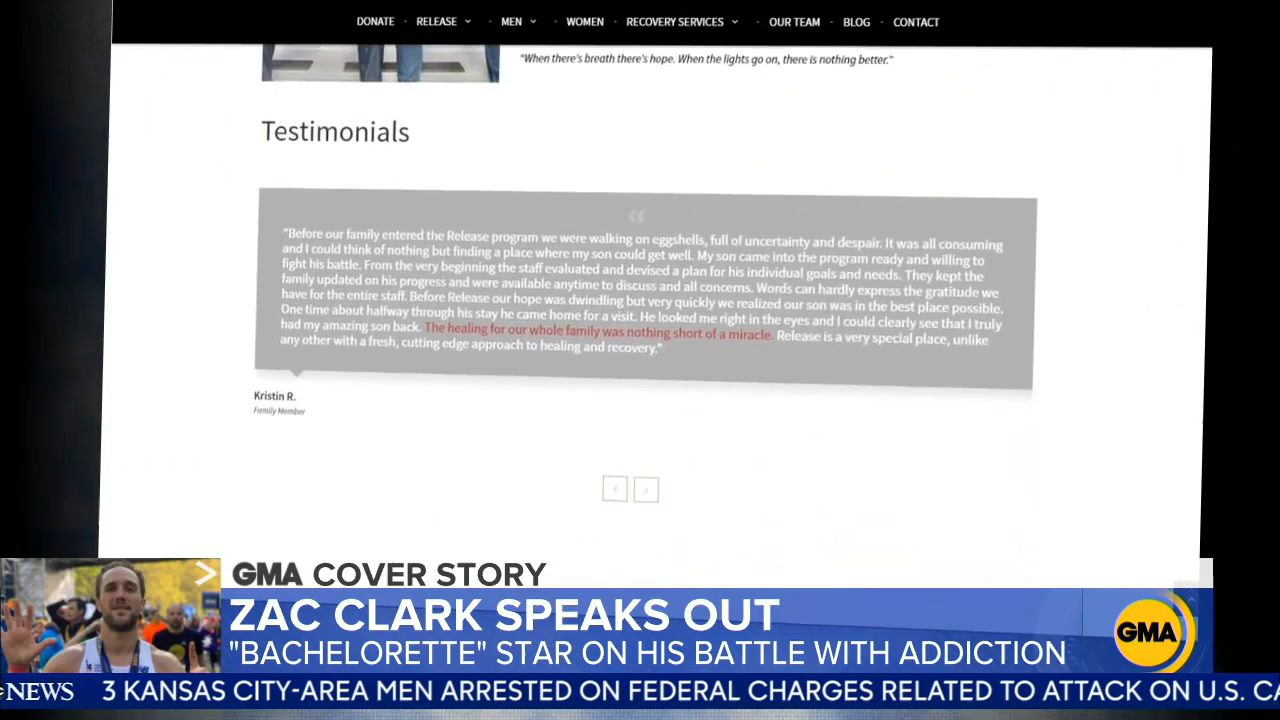 DONATE · RELEASE · MEN · WOMEN · RECOVERY SERVICES · OUR TEAM · BLOG · CONTACT
"When there's breath there's hope. When the lights go on, there is nothing better."
Testimonials
"Before our family entered the Release program we were walking on eggshells, full of uncertainty and despair. It was all consuming
and I could think of nothing but finding a place where my son could get well. My son came into the program ready and willing to
fight his battle. From the very beginning the staff evaluated and devised a plan for his individual goals and needs. They kept the
family updated on his progress and were available anytime to discuss and all concerns. Words can hardly express the gratitude we
have for the entire staff. Before Release our hope was dwindling but very quickly we realized our son was in the best place possible.
One time about halfway through his stay he came home for a visit. He looked me right in the eyes and I could clearly see that I truly
had my amazing son back. The healing for our whole family was nothing short of a miracle. Release is a very special place, unlike
any other with a fresh, cutting edge approach to healing and recovery."
Kristin R.
Family Member
GMA COVER STORY
ZAC CLARK SPEAKS OUT
"BACHELORETTE" STAR ON HIS BATTLE WITH ADDICTION
GMA
NEWS 3 KANSAS CITY-AREA MEN ARRESTED ON FEDERAL CHARGES RELATED TO ATTACK ON U.S. CA